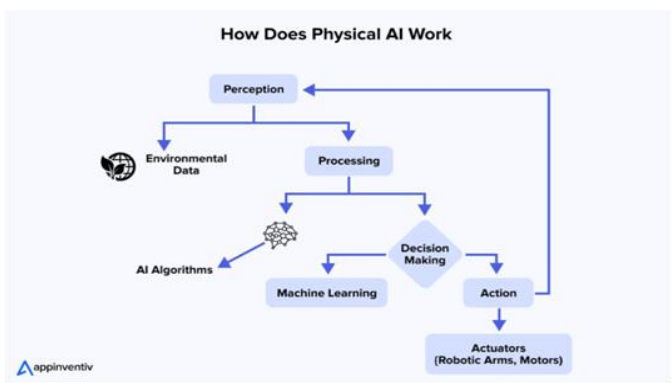 How Does Physical AI Work
Perception
Environmental
Data
Processing
Decision
Making
AI Algorithms
Machine Learning
Action
Actuators
(Robotic Arms, Motors)
appinventiv